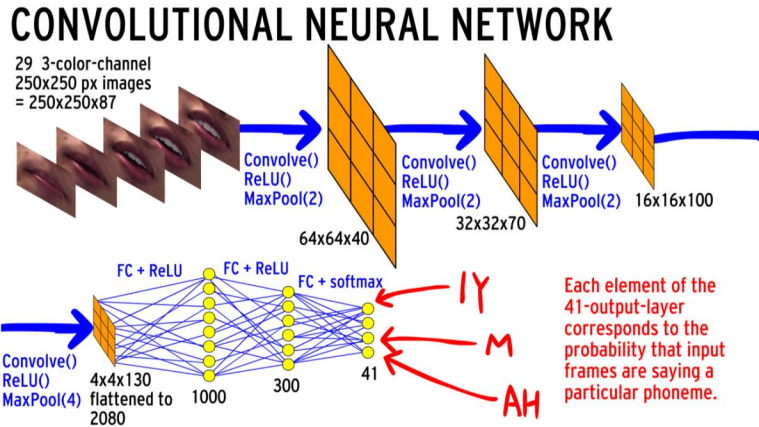 CONVOLUTIONAL NEURAL NETWORK
29 3-color-channel
250x250 px images
= 250x250x87
Convolve()
ReLU()
MaxPool(2)
64x64x40
Convolve()
ReLU()
MaxPool(2)
32x32x70
Convolve()
ReLU()
MaxPool(2)
16x16x100
Convolve()
ReLU()
MaxPool(4)
4x4x130
flattened to
2080
FC + ReLU
1000
FC + ReLU
300
FC + softmax
41
IY
M
AH
Each element of the
41-output-layer
corresponds to the
probability that input
frames are saying a
particular phoneme.